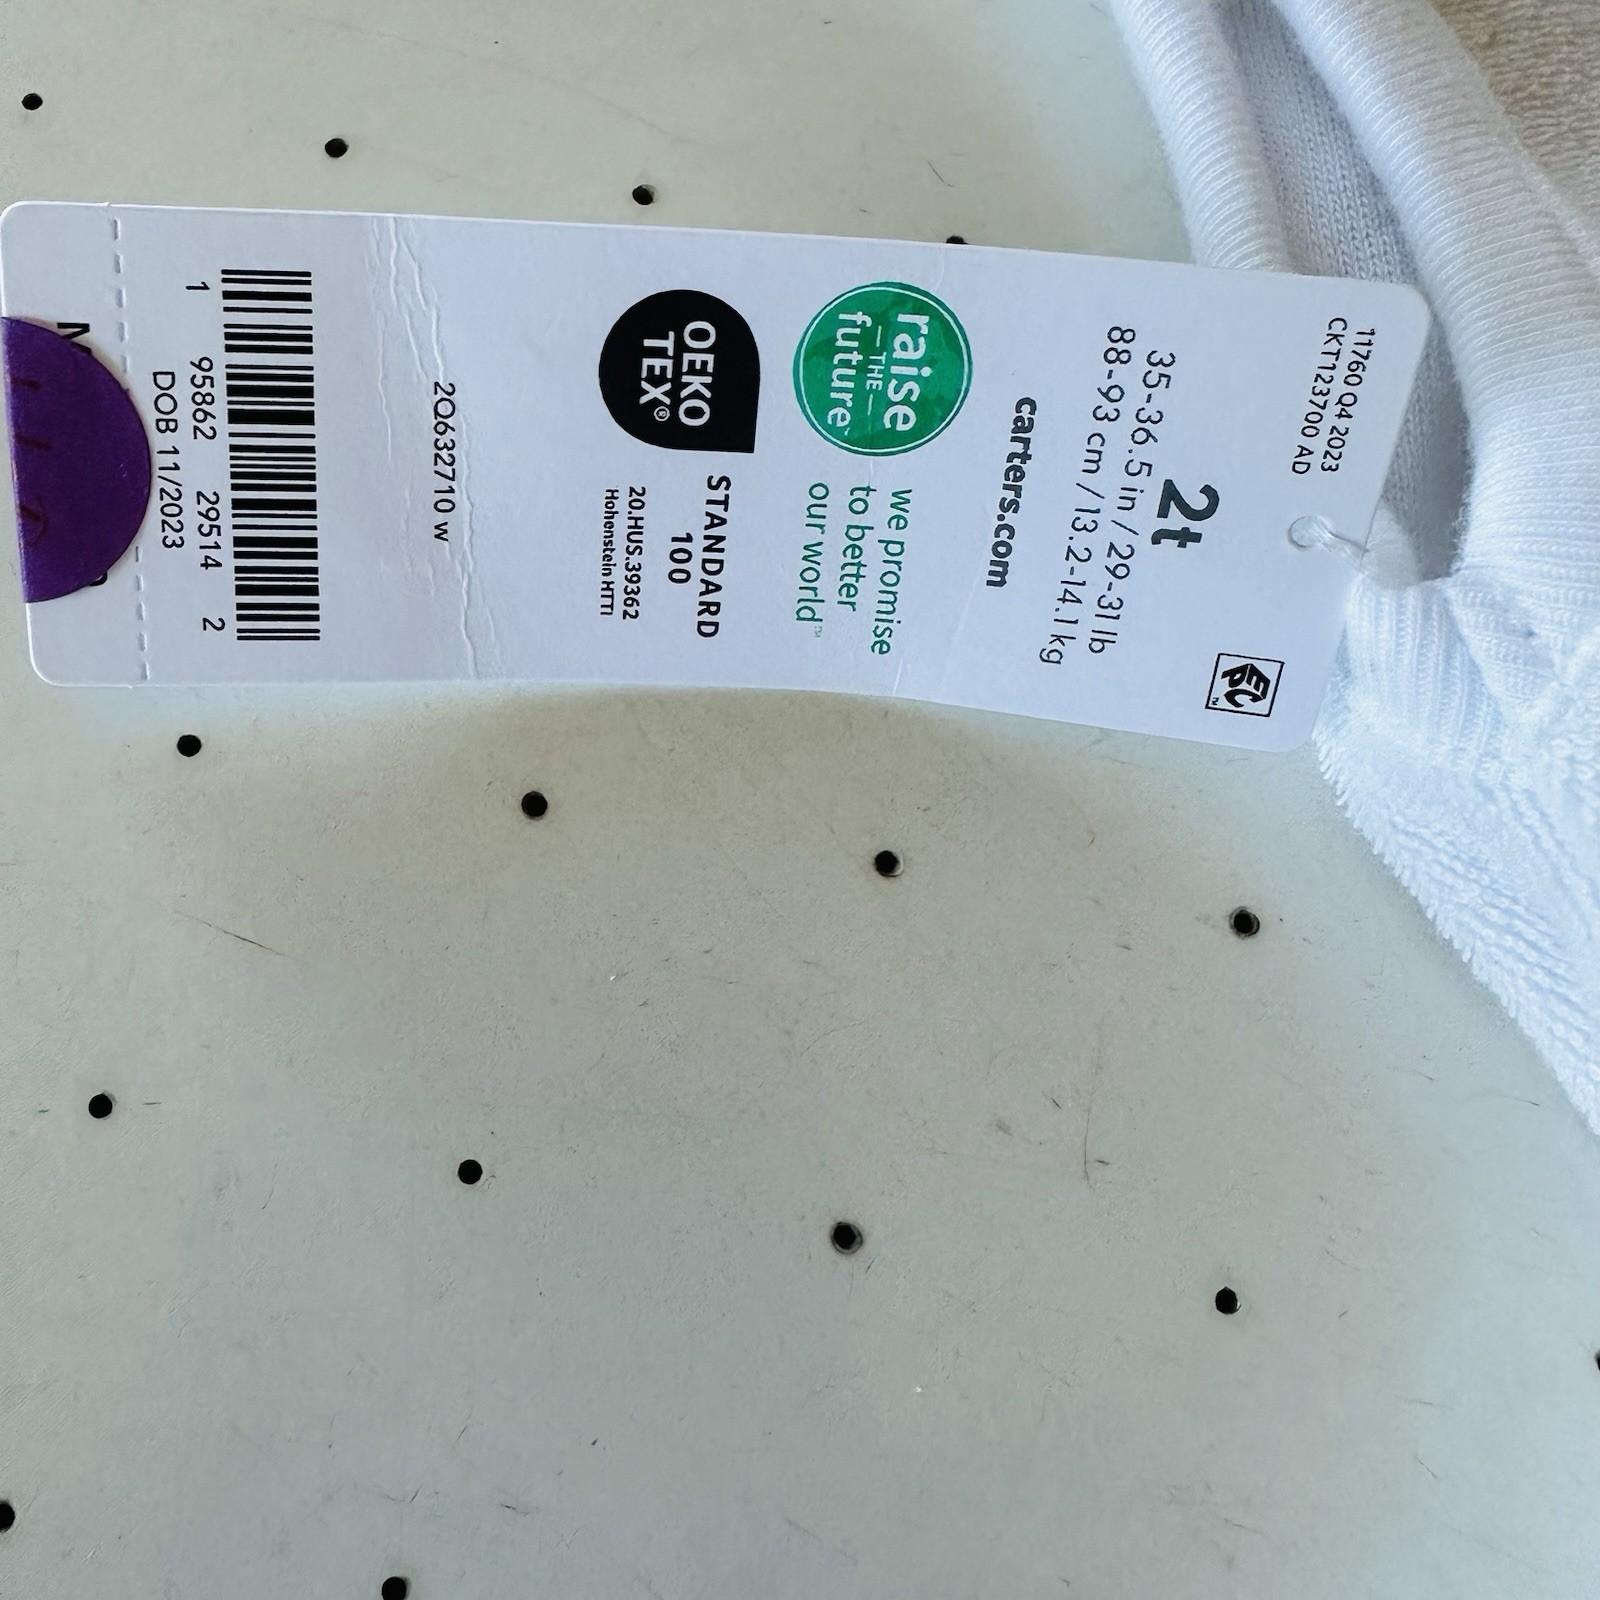 11760 Q4 2023
CKT123700 AD
2t
35-36.5 in / 29-31 lb
88-93 cm / 13.2-14.1 kg
carters.com
raise
THE
future™
we promise
to better
our world™
OEKO
TEX®
STANDARD
100
20.HUS.39362
Hohenstein HTTI
2Q632710 w
1 95862 29514 2
DOB 11/2023